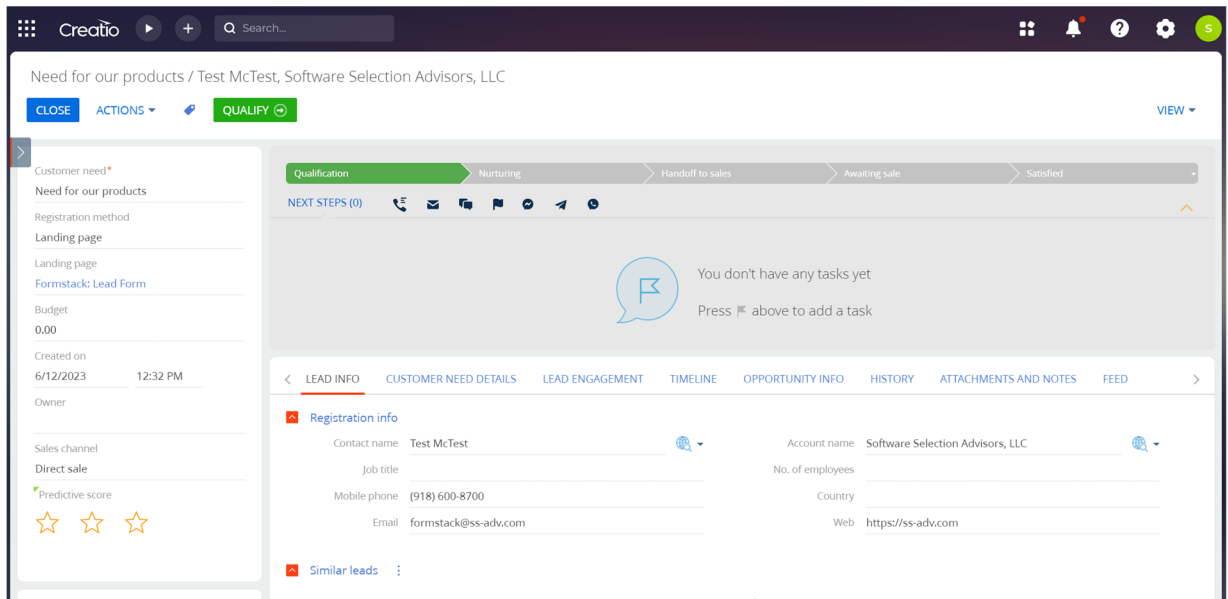 Creatio
Search...
S
Need for our products / Test McTest, Software Selection Advisors, LLC
CLOSE
ACTIONS
QUALIFY
VIEW
Customer need*
Need for our products
Registration method
Landing page
Landing page
Formstack: Lead Form
Budget
0.00
Created on
6/12/2023 12:32 PM
Owner
Sales channel
Direct sale
Predictive score
Qualification
Nurturing
Handoff to sales
Awaiting sale
Satisfied
NEXT STEPS (0)
You don't have any tasks yet
Press above to add a task
LEAD INFO
CUSTOMER NEED DETAILS
LEAD ENGAGEMENT
TIMELINE
OPPORTUNITY INFO
HISTORY
ATTACHMENTS AND NOTES
FEED
Registration info
Contact name Test McTest
Account name Software Selection Advisors, LLC
Job title
No. of employees
Mobile phone (918) 600-8700
Country
Email formstack@ss-adv.com
Web https://ss-adv.com
Similar leads